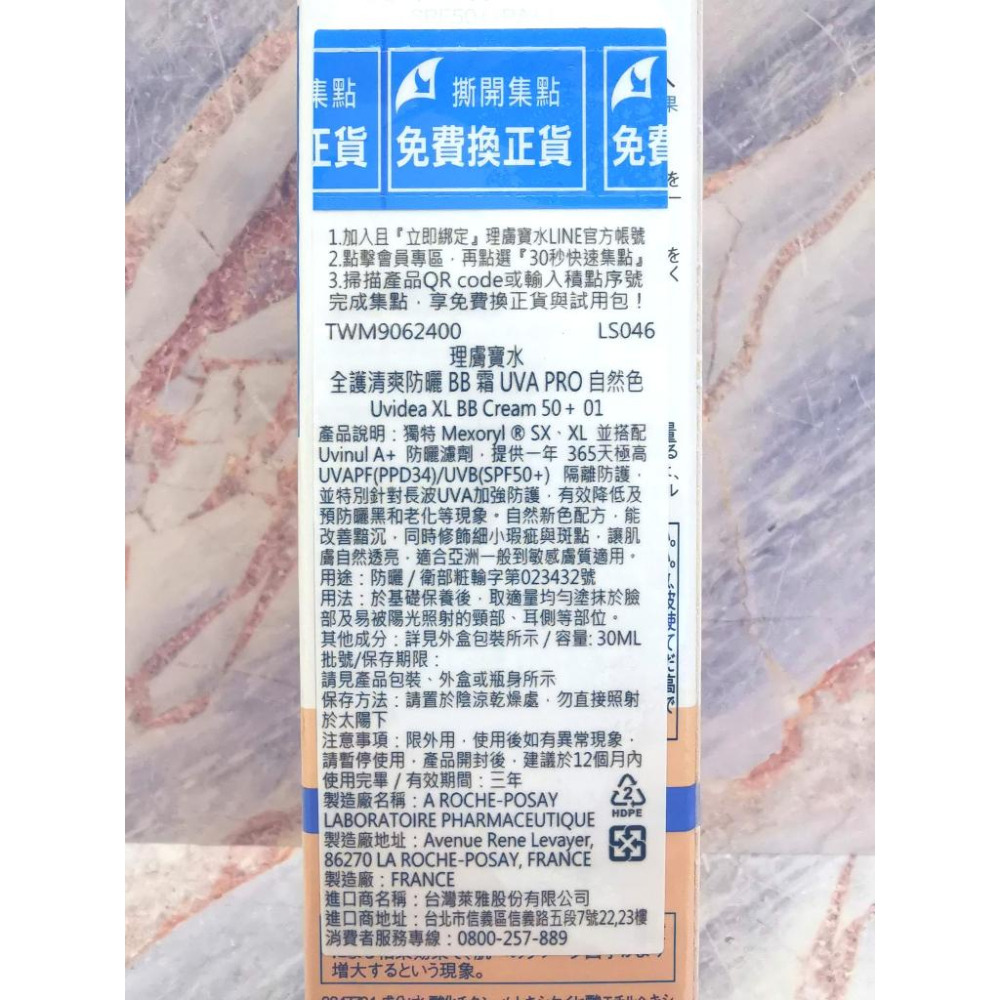 集點 撕開集點
正貨 免費換正貨 免費
1.加入且『立即綁定』理膚寶水LINE官方帳號
2.點擊會員專區，再點選『30秒快速集點』
3.掃描產品QR code或輸入積點序號
完成集點，享免費換正貨與試用包！
TWM9062400 LS046
理膚寶水
全護清爽防曬 BB 霜 UVA PRO 自然色
Uvidea XL BB Cream 50+ 01
產品說明：獨特 Mexoryl ® SX、XL 並搭配
Uvinul A+ 防曬濾劑，提供一年 365天極高
UVAPF(PPD34)/UVB(SPF50+) 隔離防護，
並特別針對長波UVA加強防護，有效降低及
預防曬黑和老化等現象。自然新色配方，能
改善黯沉，同時修飾細小瑕疵與斑點，讓肌
膚自然透亮，適合亞洲一般到敏感膚質適用。
用途：防曬 / 衛部粧輸字第023432號
用法：於基礎保養後，取適量均勻塗抹於臉
部及易被陽光照射的頸部、耳側等部位。
其他成分：詳見外盒包裝所示 / 容量: 30ML
批號/保存期限：
請見產品包裝、外盒或瓶身所示
保存方法：請置於陰涼乾燥處，勿直接照射
於太陽下
注意事項：限外用，使用後如有異常現象，
請暫停使用，產品開封後，建議於12個月內
使用完畢 / 有效期間：三年
製造廠名稱：A ROCHE-POSAY
LABORATOIRE PHARMACEUTIQUE
製造廠地址：Avenue Rene Levayer,
86270 LA ROCHE-POSAY, FRANCE
製造廠：FRANCE
進口商名稱：台灣萊雅股份有限公司
進口商地址：台北市信義區信義路五段7號22,23樓
消費者服務專線：0800-257-889
2
HDPE
増大するという現象。